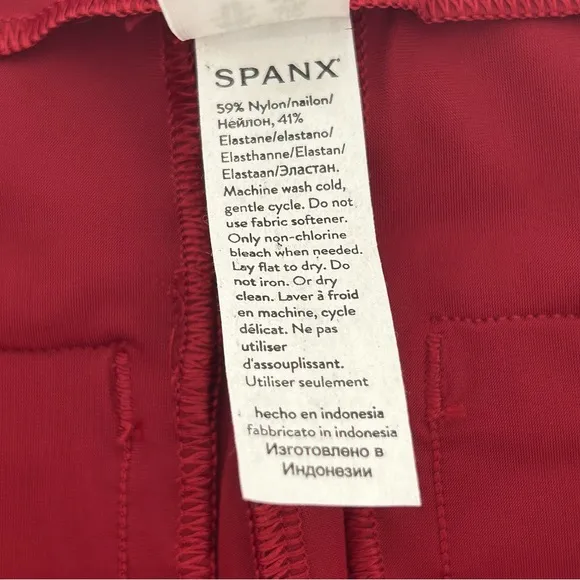 SPANX®
59% Nylon/nailon/
Нейлон, 41%
Elastane/elastano/
Elasthanne/Elastan/
Elastaan/Эластан.
Machine wash cold,
gentle cycle. Do not
use fabric softener.
Only non-chlorine
bleach when needed.
Lay flat to dry. Do
not iron. Or dry
clean. Laver à froid
en machine, cycle
délicat. Ne pas
utiliser
d'assouplissant.
Utiliser seulement
hecho en indonesia
fabbricato in indonesia
Изготовлено в
Индонезии